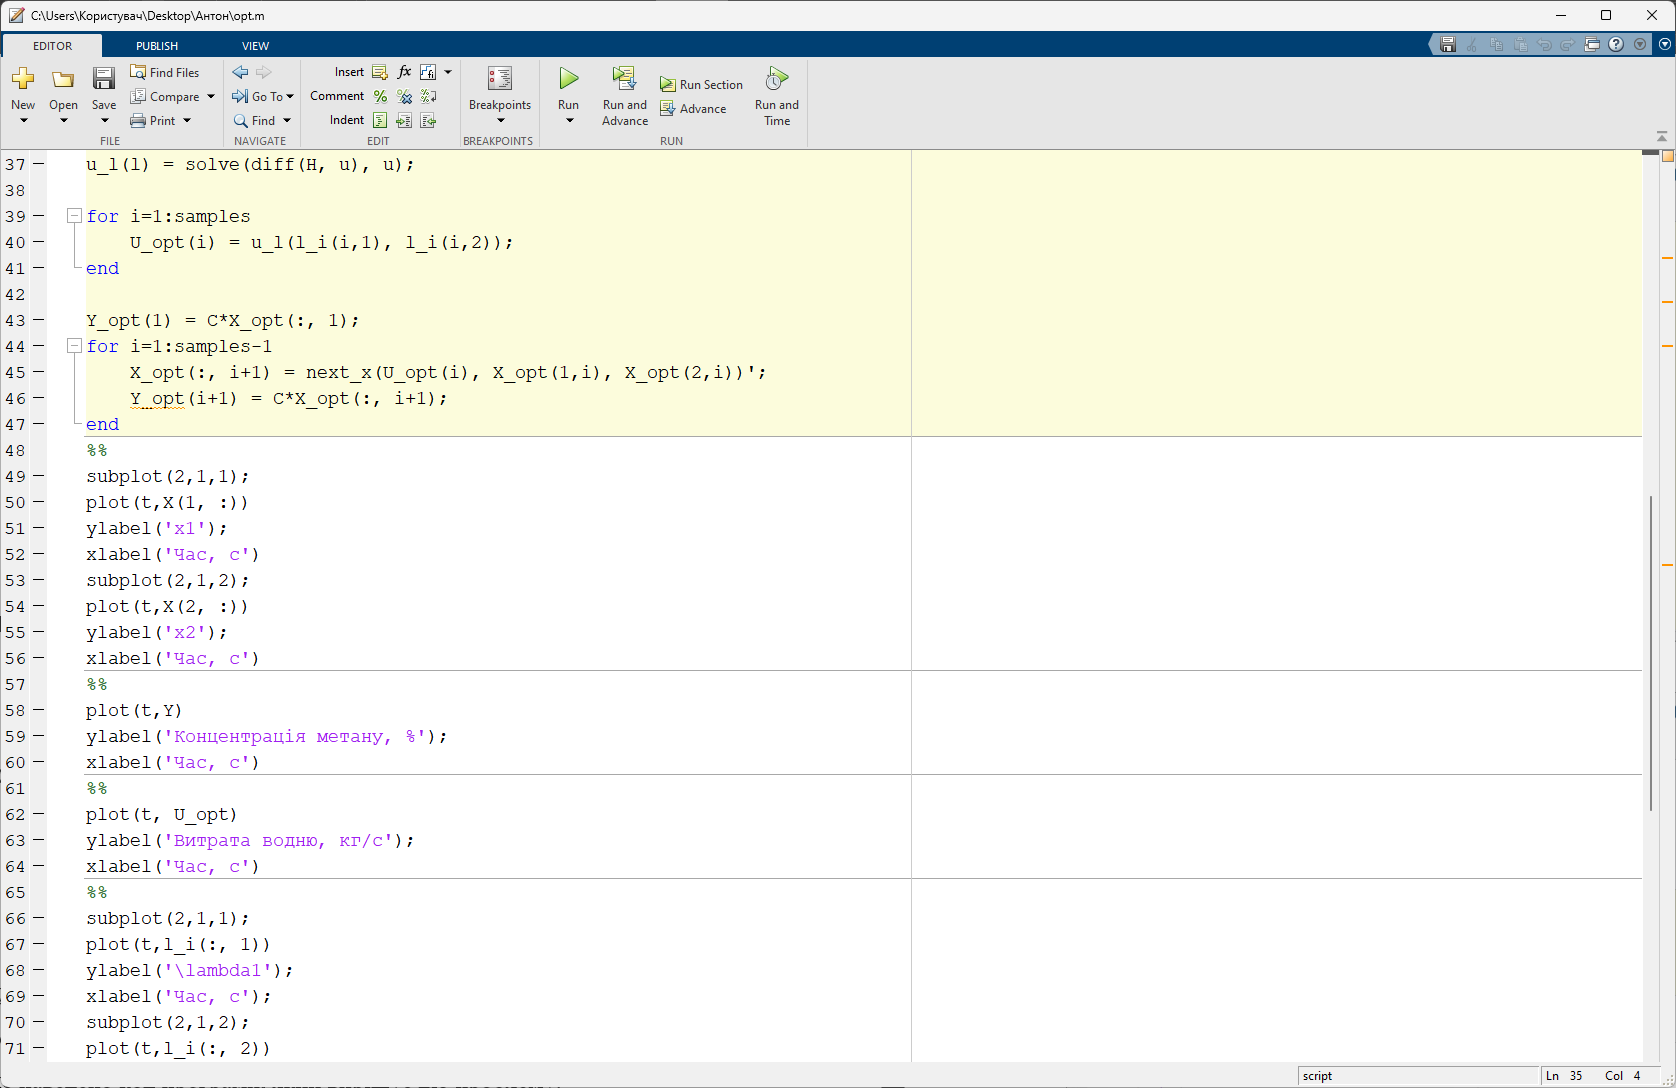 C:\Users\Користувач\Desktop\Антон\opt.m
EDITOR PUBLISH VIEW
New
Open
Save
Find Files
Compare
Print
FILE
Go To
Find
NAVIGATE
Insert fx
Comment
Indent
EDIT
Breakpoints
BREAKPOINTS
Run
Run and Advance
Run Section
Advance
Run and Time
RUN
37 u_l(l) = solve(diff(H, u), u);
38
39 for i=1:samples
40 U_opt(i) = u_l(l_i(i,1), l_i(i,2));
41 end
42
43 Y_opt(1) = C*X_opt(:, 1);
44 for i=1:samples-1
45 X_opt(:, i+1) = next_x(U_opt(i), X_opt(1,i), X_opt(2,i))';
46 Y_opt(i+1) = C*X_opt(:, i+1);
47 end
48 %%
49 subplot(2,1,1);
50 plot(t,X(1, :))
51 ylabel('x1');
52 xlabel('Час, с')
53 subplot(2,1,2);
54 plot(t,X(2, :))
55 ylabel('x2');
56 xlabel('Час, с')
57 %%
58 plot(t,Y)
59 ylabel('Концентрація метану, %');
60 xlabel('Час, с')
61 %%
62 plot(t, U_opt)
63 ylabel('Витрата водню, кг/с');
64 xlabel('Час, с')
65 %%
66 subplot(2,1,1);
67 plot(t,l_i(:, 1))
68 ylabel('\lambda1');
69 xlabel('Час, с');
70 subplot(2,1,2);
71 plot(t,l_i(:, 2))
script Ln 35 Col 4